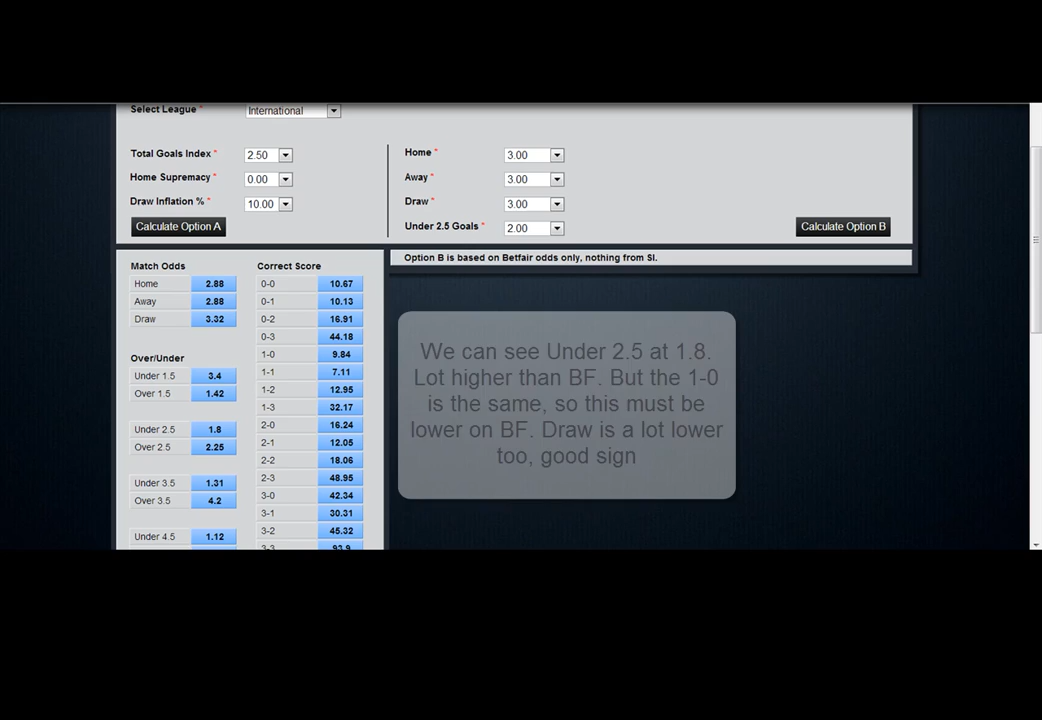 Select League * International
Total Goals Index * 2.50
Home Supremacy * 0.00
Draw Inflation % * 10.00
Calculate Option A
Home * 3.00
Away * 3.00
Draw * 3.00
Under 2.5 Goals * 2.00
Calculate Option B
Option B is based on Betfair odds only, nothing from SI.
Match Odds
Home 2.88
Away 2.88
Draw 3.32
Over/Under
Under 1.5 3.4
Over 1.5 1.42
Under 2.5 1.8
Over 2.5 2.25
Under 3.5 1.31
Over 3.5 4.2
Under 4.5 1.12
Correct Score
0-0 10.67
0-1 10.13
0-2 16.91
0-3 44.18
1-0 9.84
1-1 7.11
1-2 12.95
1-3 32.17
2-0 16.24
2-1 12.05
2-2 18.06
2-3 48.95
3-0 42.34
3-1 30.31
3-2 45.32
3-3 93.9
We can see Under 2.5 at 1.8.
Lot higher than BF. But the 1-0
is the same, so this must be
lower on BF. Draw is a lot lower
too, good sign